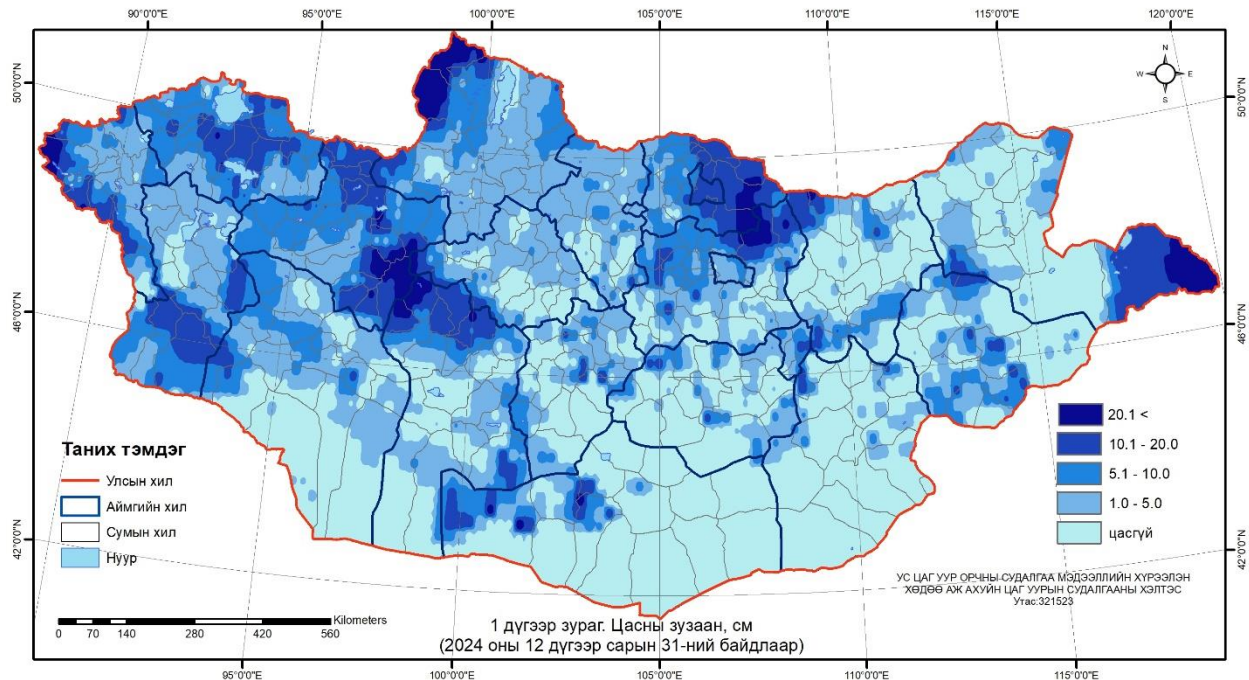 90°0'0"E
95°0'0"E
100°0'0"E
105°0'0"E
110°0'0"E
115°0'0"E
120°0'0"E
50°0'0"N
46°0'0"N
42°0'0"N
50°0'0"N
46°0'0"N
42°0'0"N
N
W E
S
Таних тэмдэг
Улсын хил
Аймгийн хил
Сумын хил
Нуур
20.1 <
10.1 - 20.0
5.1 - 10.0
1.0 - 5.0
цасгүй
УС ЦАГ УУР ОРЧНЫ СУДАЛГАА МЭДЭЭЛЛИЙН ХҮРЭЭЛЭН
ХӨДӨӨ АЖ АХУЙН ЦАГ УУРЫН СУДАЛГААНЫ ХЭЛТЭС
Утас:321523
Kilometers
0 70 140 280 420 560
1 дүгээр зураг. Цасны зузаан, см
(2024 оны 12 дүгээр сарын 31-ний байдлаар)
95°0'0"E
100°0'0"E
105°0'0"E
110°0'0"E
115°0'0"E